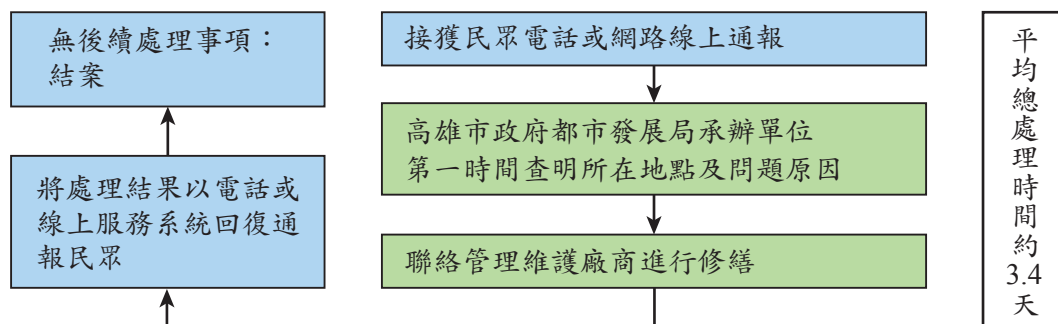 無後續處理事項：
結案
將處理結果以電話或
線上服務系統回復通
報民眾
接獲民眾電話或網路線上通報
高雄市政府都市發展局承辦單位
第一時間查明所在地點及問題原因
聯絡管理維護廠商進行修繕
平均總處理時間約3.4天